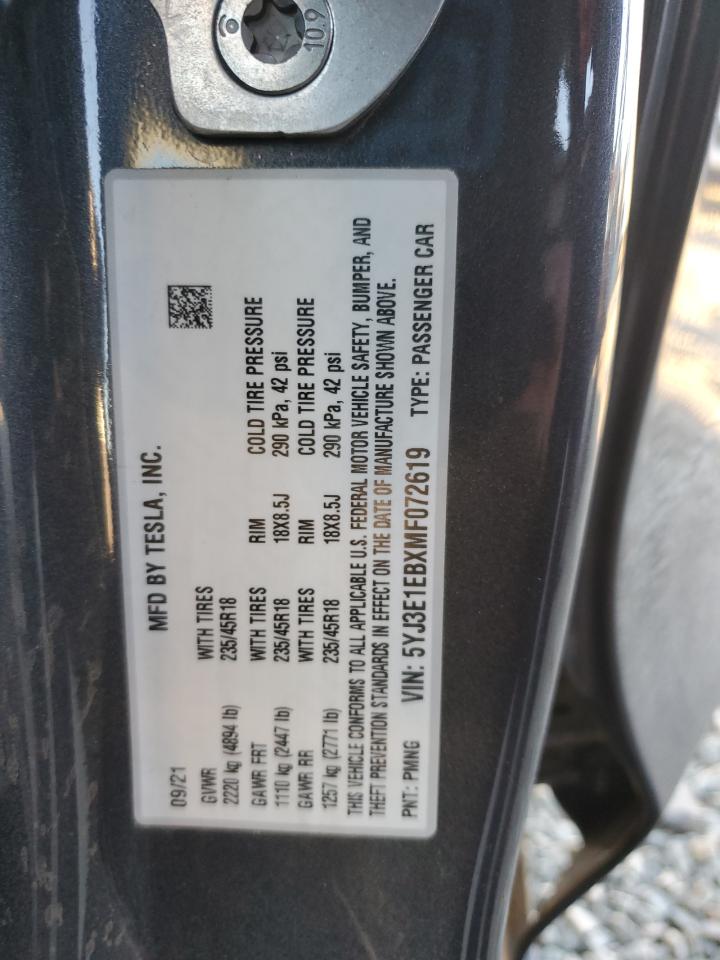 10.9
MFD BY TESLA, INC.
09/21
GVWR WITH TIRES
2220 kg (4894 lb) 235/45R18
GAWR FRT WITH TIRES RIM COLD TIRE PRESSURE
1110 kg (2447 lb) 235/45R18 18X8.5J 290 kPa, 42 psi
GAWR RR WITH TIRES RIM COLD TIRE PRESSURE
1257 kg (2771 lb) 235/45R18 18X8.5J 290 kPa, 42 psi
THIS VEHICLE CONFORMS TO ALL APPLICABLE U.S. FEDERAL MOTOR VEHICLE SAFETY, BUMPER, AND
THEFT PREVENTION STANDARDS IN EFFECT ON THE DATE OF MANUFACTURE SHOWN ABOVE.
PNT: PMNG VIN: 5YJ3E1EBXMF072619 TYPE: PASSENGER CAR